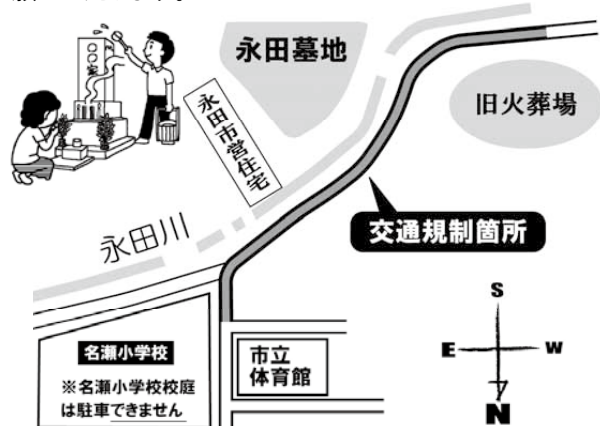 ○○家
永田墓地
旧火葬場
永田市営住宅
交通規制箇所
永田川
名瀬小学校
※名瀬小学校校庭
は駐車できません
市立
体育館
S
E
W
N